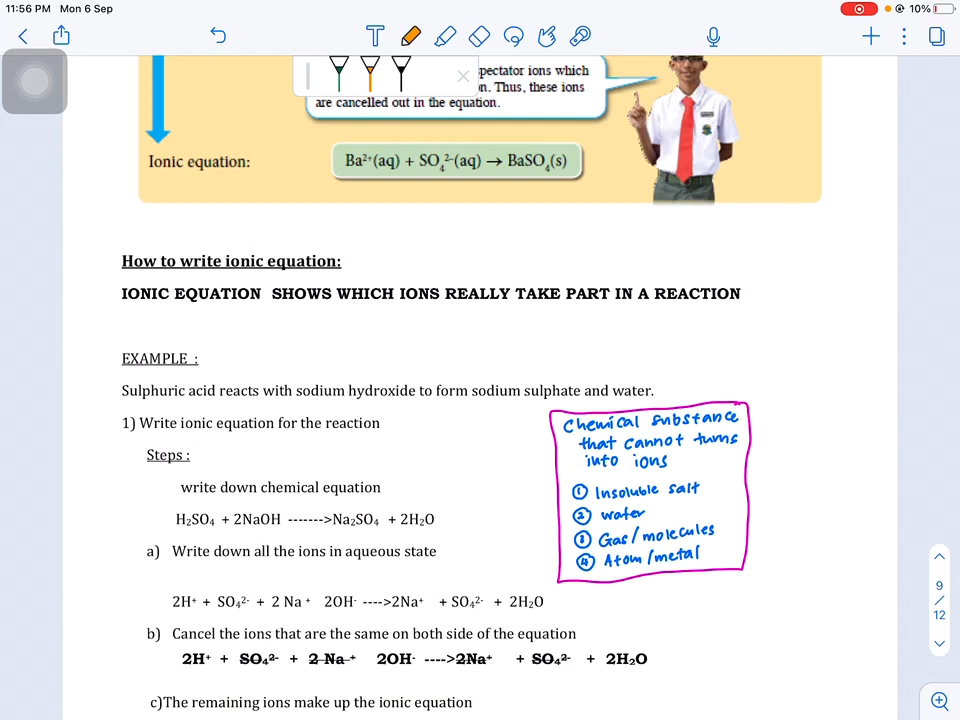 11:56 PM Mon 6 Sep
10%
pectator ions which
n. Thus, these ions
are cancelled out in the equation.
Ionic equation:
Ba²⁺(aq) + SO₄²⁻(aq) → BaSO₄(s)
How to write ionic equation:
IONIC EQUATION SHOWS WHICH IONS REALLY TAKE PART IN A REACTION
EXAMPLE :
Sulphuric acid reacts with sodium hydroxide to form sodium sulphate and water.
1) Write ionic equation for the reaction
Steps :
write down chemical equation
H₂SO₄ + 2NaOH ------->Na₂SO₄ + 2H₂O
a) Write down all the ions in aqueous state
2H⁺ + SO₄²⁻ + 2 Na ⁺ 2OH⁻ ---->2Na⁺ + SO₄²⁻ + 2H₂O
b) Cancel the ions that are the same on both side of the equation
2H⁺ + SO₄²⁻ + 2 Na ⁺ 2OH⁻ ---->2Na⁺ + SO₄²⁻ + 2H₂O
c)The remaining ions make up the ionic equation
Chemical substance
that cannot turns
into ions
① Insoluble salt
② water
③ Gas/molecules
④ Atom/metal
9
/
12